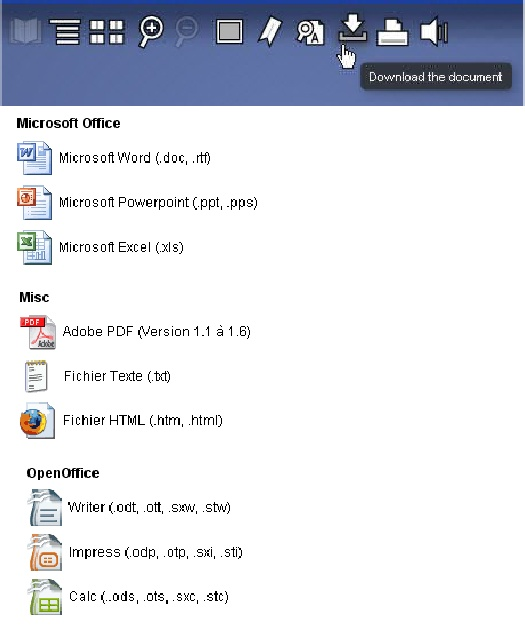 Download the document
Microsoft Office
Microsoft Word (.doc, .rtf)
Microsoft Powerpoint (.ppt, .pps)
Microsoft Excel (.xls)
Misc
PDF
Adobe
Adobe PDF (Version 1.1 à 1.6)
Fichier Texte (.txt)
Fichier HTML (.htm, .html)
OpenOffice
Writer (.odt, .ott, .sxw, .stw)
Impress (.odp, .otp, .sxi, .sti)
Calc (..ods, .ots, .sxc, .stc)